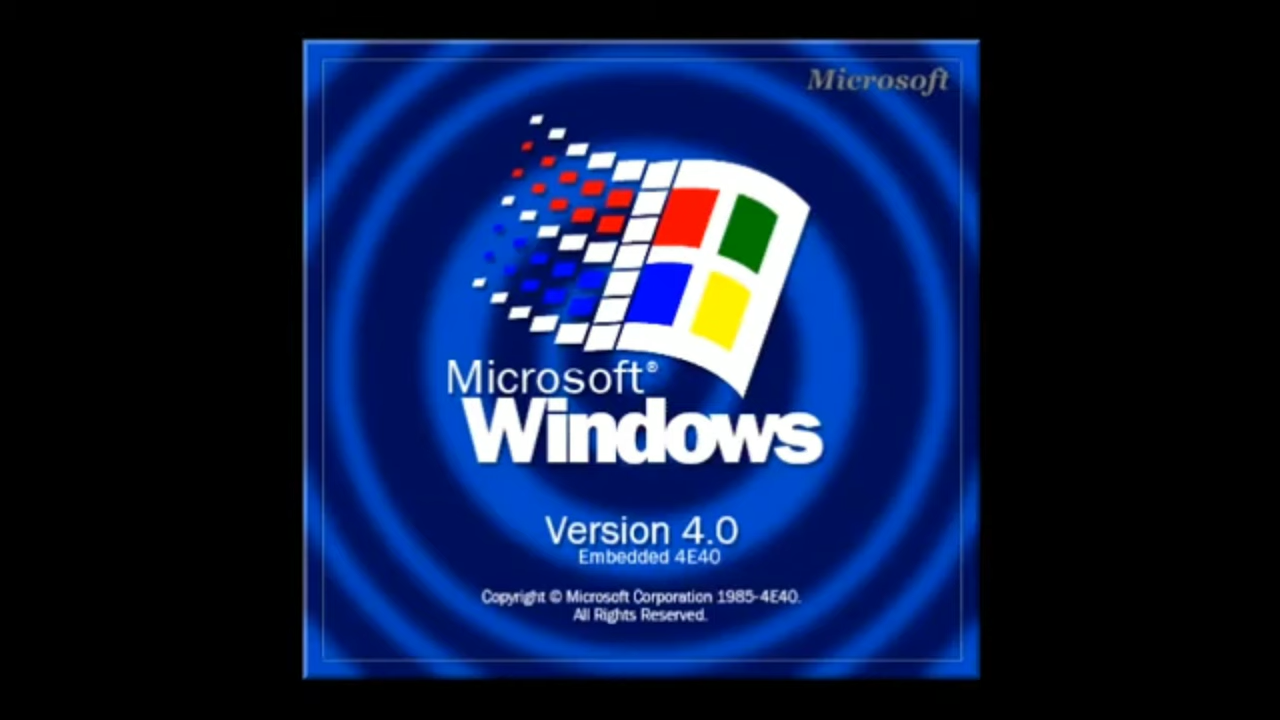 Microsoft
Microsoft®
Windows
Version 4.0
Embedded 4E40
Copyright © Microsoft Corporation 1985-4E40.
All Rights Reserved.